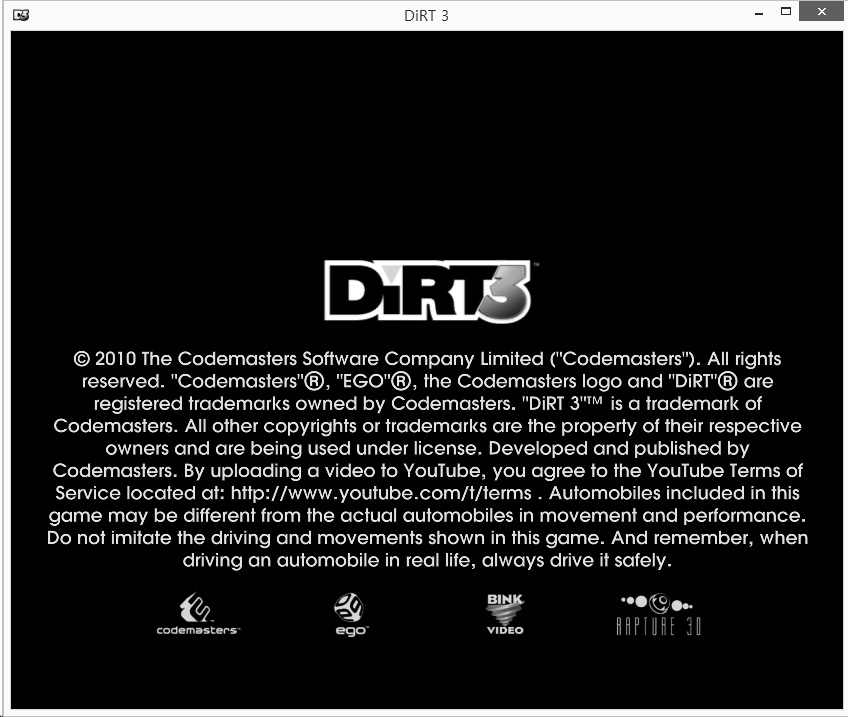 DiRT 3
DiRT3™
© 2010 The Codemasters Software Company Limited ("Codemasters"). All rights
reserved. "Codemasters"®, "EGO"®, the Codemasters logo and "DiRT"® are
registered trademarks owned by Codemasters. "DiRT 3"™ is a trademark of
Codemasters. All other copyrights or trademarks are the property of their respective
owners and are being used under license. Developed and published by
Codemasters. By uploading a video to YouTube, you agree to the YouTube Terms of
Service located at: http://www.youtube.com/t/terms . Automobiles included in this
game may be different from the actual automobiles in movement and performance.
Do not imitate the driving and movements shown in this game. And remember, when
driving an automobile in real life, always drive it safely.
codemasters™
ego™
BINK
VIDEO
RAPTURE 3D